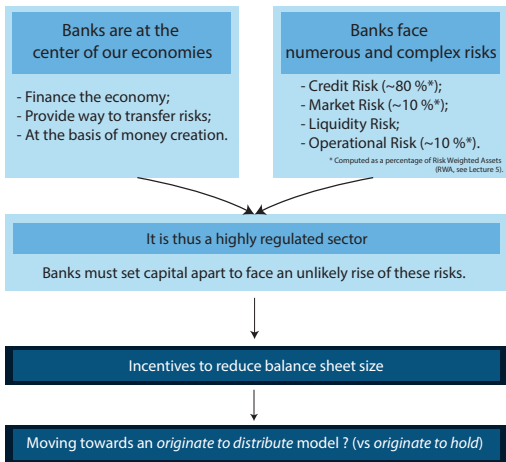 Banks are at the
center of our economies
- Finance the economy;
- Provide way to transfer risks;
- At the basis of money creation.
Banks face
numerous and complex risks
- Credit Risk (~80 %*);
- Market Risk (~10 %*);
- Liquidity Risk;
- Operational Risk (~10 %*).
* Computed as a percentage of Risk Weighted Assets
(RWA, see Lecture 5).
It is thus a highly regulated sector
Banks must set capital apart to face an unlikely rise of these risks.
Incentives to reduce balance sheet size
Moving towards an originate to distribute model ? (vs originate to hold)